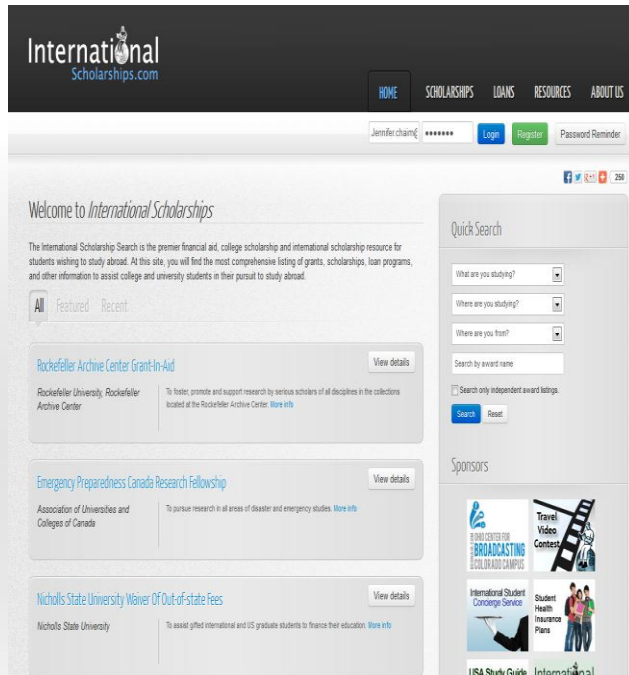 International
Scholarships.com
HOME SCHOLARSHIPS LOANS RESOURCES ABOUT US
Jennifer.chaim@ ••••••• Login Register Password Reminder
250
Welcome to International Scholarships
The International Scholarship Search is the premier financial aid, college scholarship and international scholarship resource for
students wishing to study abroad. At this site, you will find the most comprehensive listing of grants, scholarships, loan programs,
and other information to assist college and university students in their pursuit to study abroad.
All Featured Recent
Rockefeller Archive Center Grant-In-Aid
View details
Rockefeller University, Rockefeller
Archive Center
To foster, promote and support research by serious scholars of all disciplines in the collections
located at the Rockefeller Archive Center. More info
Emergency Preparedness Canada Research Fellowship
View details
Association of Universities and
Colleges of Canada
To pursue research in all areas of disaster and emergency studies. More info
Nicholls State University Waiver Of Out-of-state Fees
View details
Nicholls State University
To assist gifted international and US graduate students to finance their education. More info
Quick Search
What are you studying?
Where are you studying?
Where are you from?
Search by award name
Search only independent award listings.
Search Reset
Sponsors
OHIO CENTER FOR
BROADCASTING
COLORADO CAMPUS
Travel
Video
Contest
International Student
Concierge Service
Student
Health
Insurance
Plans
USA Study Guide
International